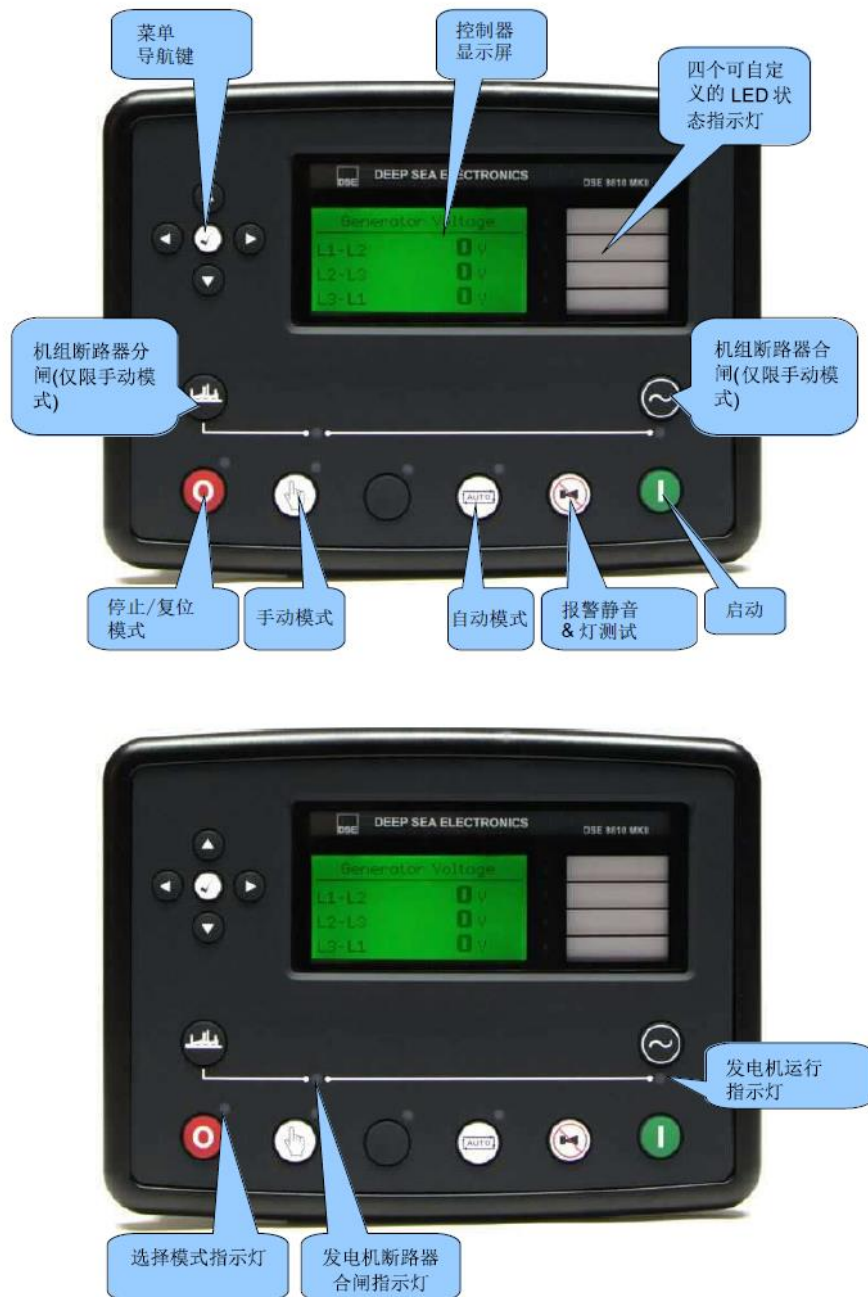 菜单
导航键
控制器
显示屏
四个可自定
义的 LED 状
态指示灯
DSE
DEEP SEA ELECTRONICS
DSE 8610 MKII
Generator Voltage
L1-L2 0 V
L2-L3 0 V
L3-L1 0 V
机组断路器分
闸(仅限手动模
式)
机组断路器合
闸(仅限手动模
式)
O
AUTO
I
停止/复位
模式
手动模式
自动模式
报警静音
& 灯测试
启动
DSE
DEEP SEA ELECTRONICS
DSE 8610 MKII
Generator Voltage
L1-L2 0 V
L2-L3 0 V
L3-L1 0 V
发电机运行
指示灯
O
AUTO
I
选择模式指示灯
发电机断路器
合闸指示灯